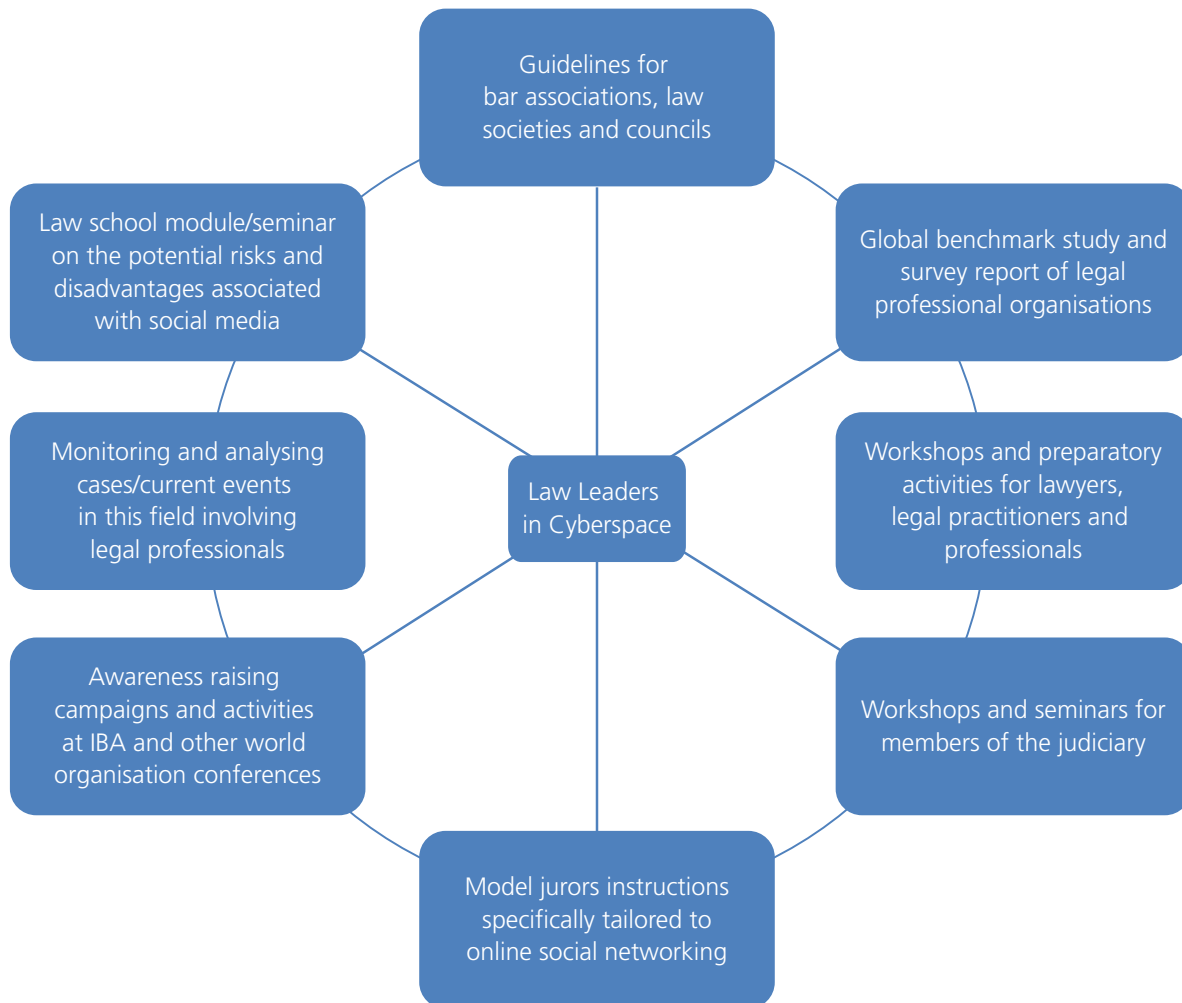 Guidelines for
bar associations, law
societies and councils
Law school module/seminar
on the potential risks and
disadvantages associated
with social media
Global benchmark study and
survey report of legal
professional organisations
Monitoring and analysing
cases/current events
in this field involving
legal professionals
Law Leaders
in Cyberspace
Workshops and preparatory
activities for lawyers,
legal practitioners and
professionals
Awareness raising
campaigns and activities
at IBA and other world
organisation conferences
Workshops and seminars for
members of the judiciary
Model jurors instructions
specifically tailored to
online social networking